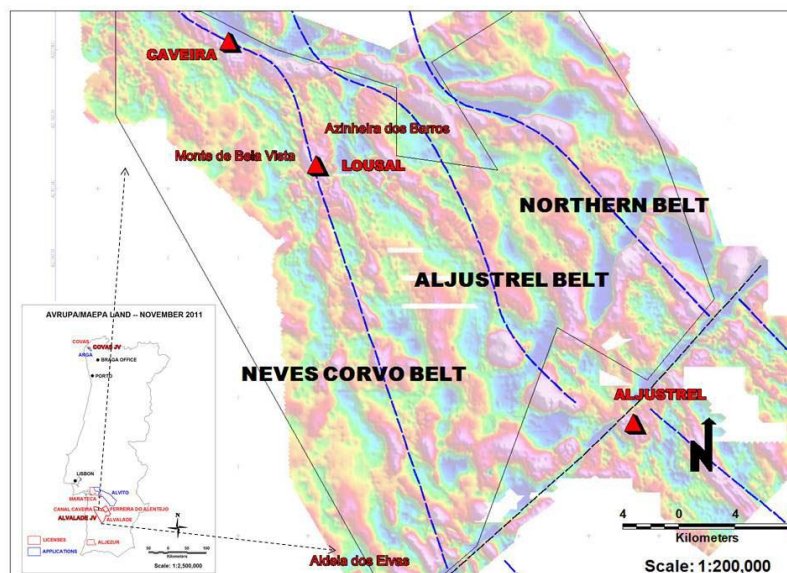 CAVEIRA
Azinheira dos Barros
Monte de Bela Vista
LOUSAL
NORTHERN BELT
ALJUSTREL BELT
NEVES CORVO BELT
ALJUSTREL
N
4 0 4
Kilometers
Scale: 1:200,000
Aldeia dos Elvas
AVRUPA/MAEPA LAND -- NOVEMBER 2011
COVAS
COVAS JV
ARGA
BRAGA OFFICE
PORTO
LISBON
MARATECA
ALVITO
CANAL CAVEIRA
FERREIRA DO ALENTEJO
ALVALADE JV
ALVALADE
LICENSES
APPLICATIONS
ALJEZUR
N
Kilometers
Scale: 1:2,500,000